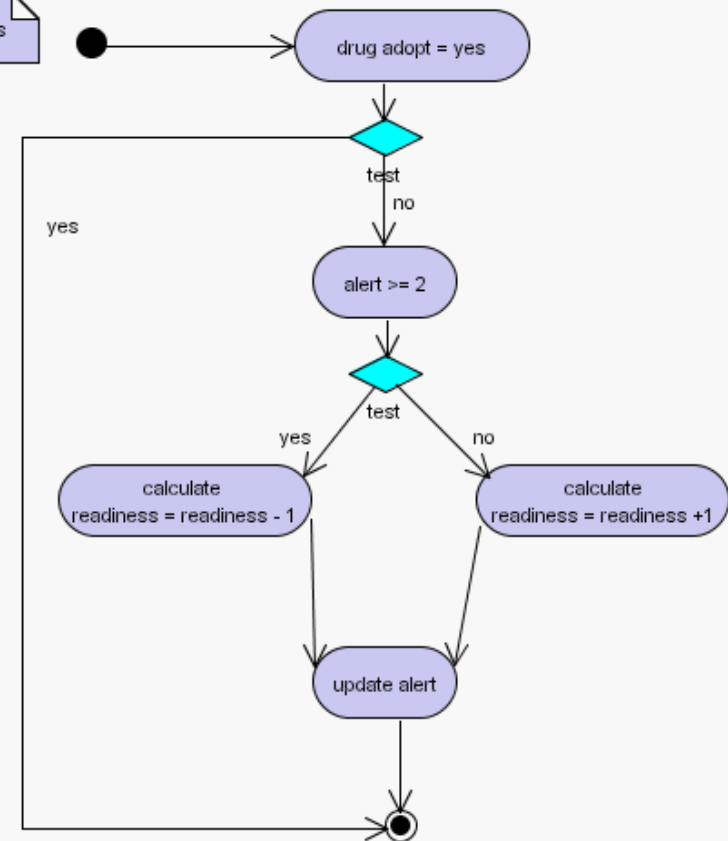 s
drug adopt = yes
test
no
yes
alert >= 2
test
yes
no
calculate
readiness = readiness - 1
calculate
readiness = readiness +1
update alert